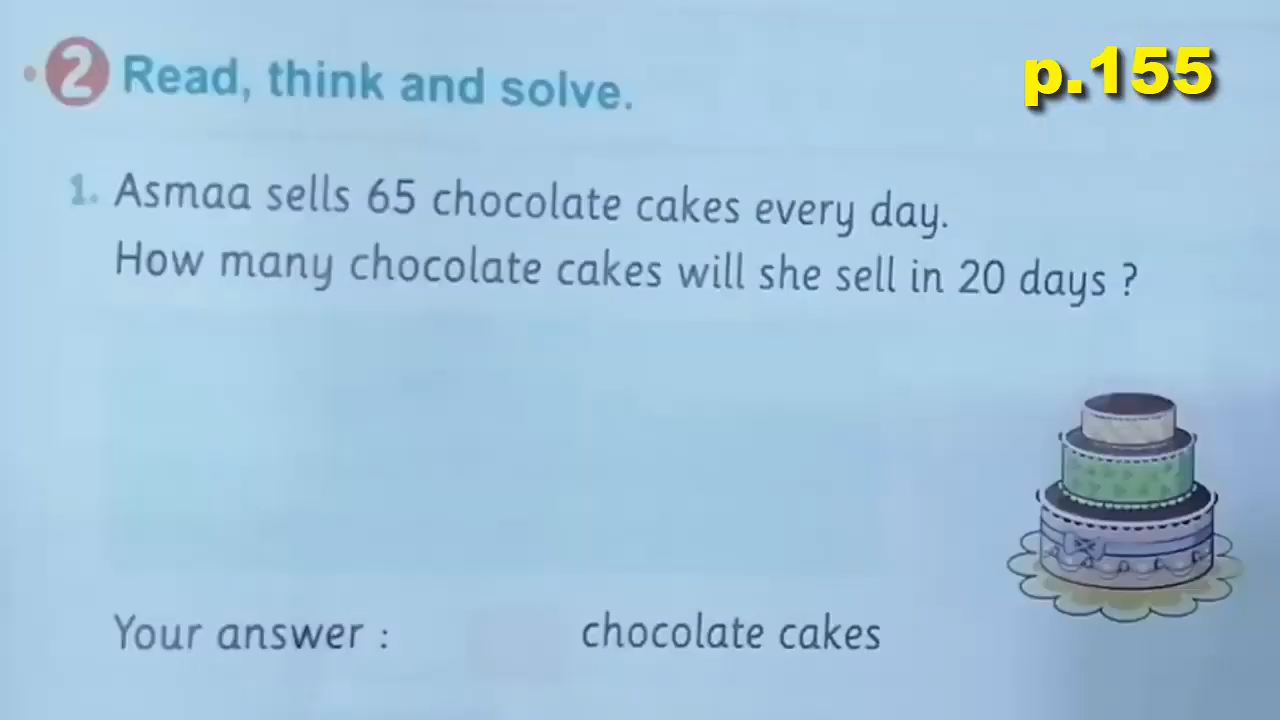 2 Read, think and solve.
p.155
1. Asmaa sells 65 chocolate cakes every day.
How many chocolate cakes will she sell in 20 days ?
Your answer : chocolate cakes